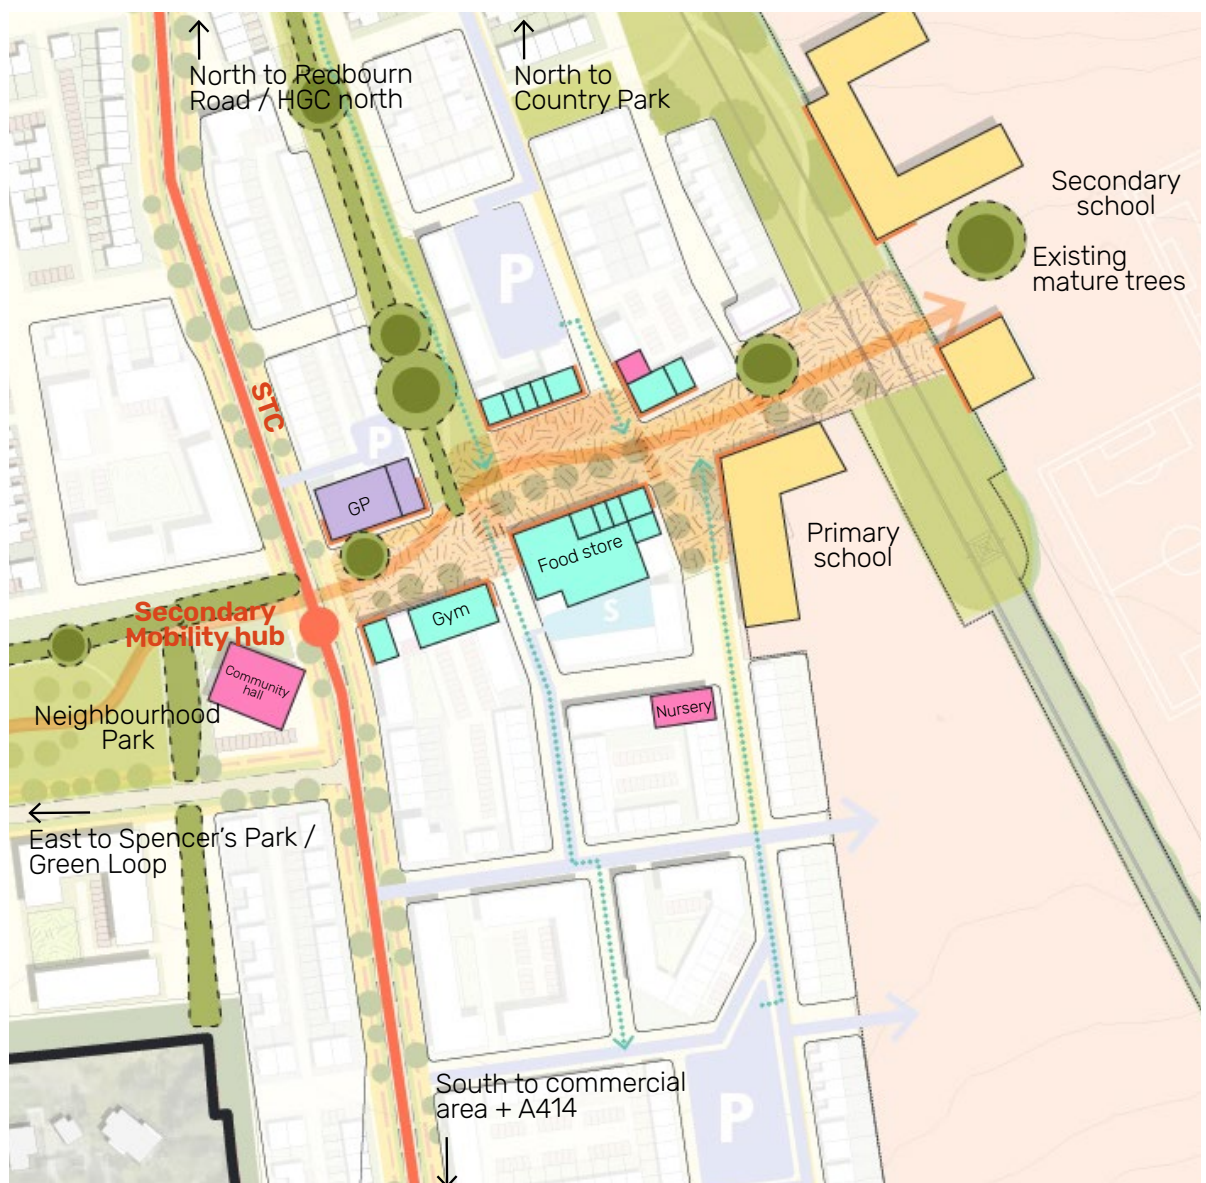 North to Redbourn
Road / HGC north
North to
Country Park
Secondary
school
Existing
mature trees
P
STC
P
GP
Food store
Primary
school
S
Gym
Secondary
Mobility hub
Community
hall
Nursery
Neighbourhood
Park
East to Spencer's Park /
Green Loop
South to commercial
area + A414
P